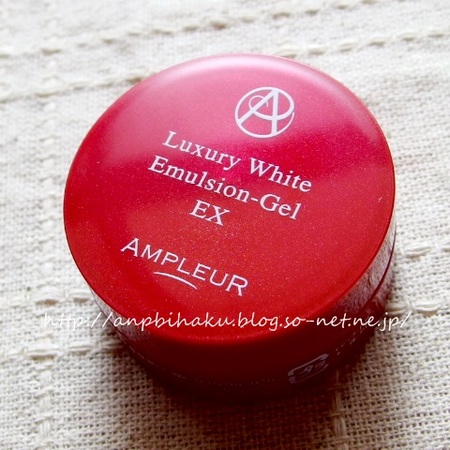 Luxury White
Emulsion-Gel
EX
AMPLEUR
http://anpbihaku.blog.so-net.ne.jp/